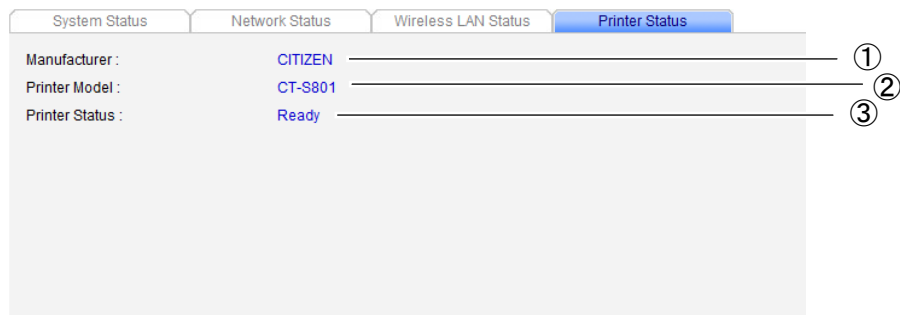 System Status Network Status Wireless LAN Status Printer Status
Manufacturer : CITIZEN ①
Printer Model : CT-S801 ②
Printer Status : Ready ③